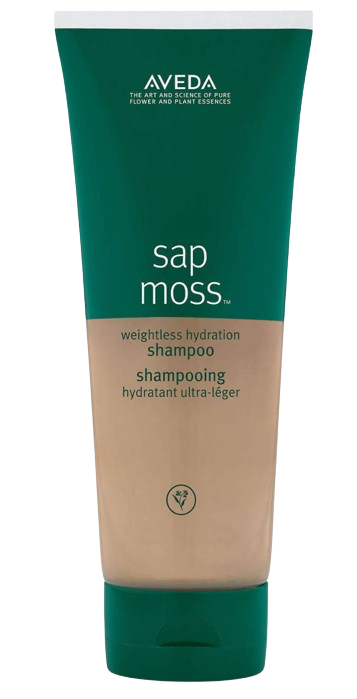 AVEDA
THE ART AND SCIENCE OF PURE
FLOWER AND PLANT ESSENCES
sap
moss™
weightless hydration
shampoo
shampooing
hydratant ultra-léger